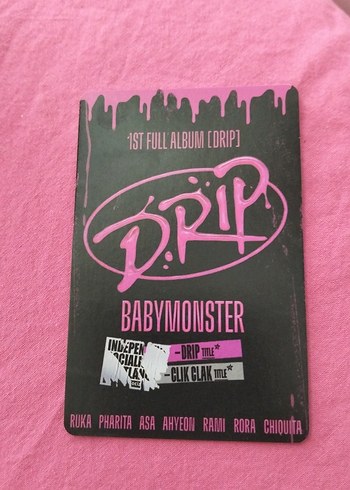 1ST FULL ALBUM [DRIP]
DRIP
BABYMONSTER
-DRIP TITLE*
-CLIK CLAK TITLE*
RUKA PHARITA ASA AHYEON RAMI RORA CHIQUITA